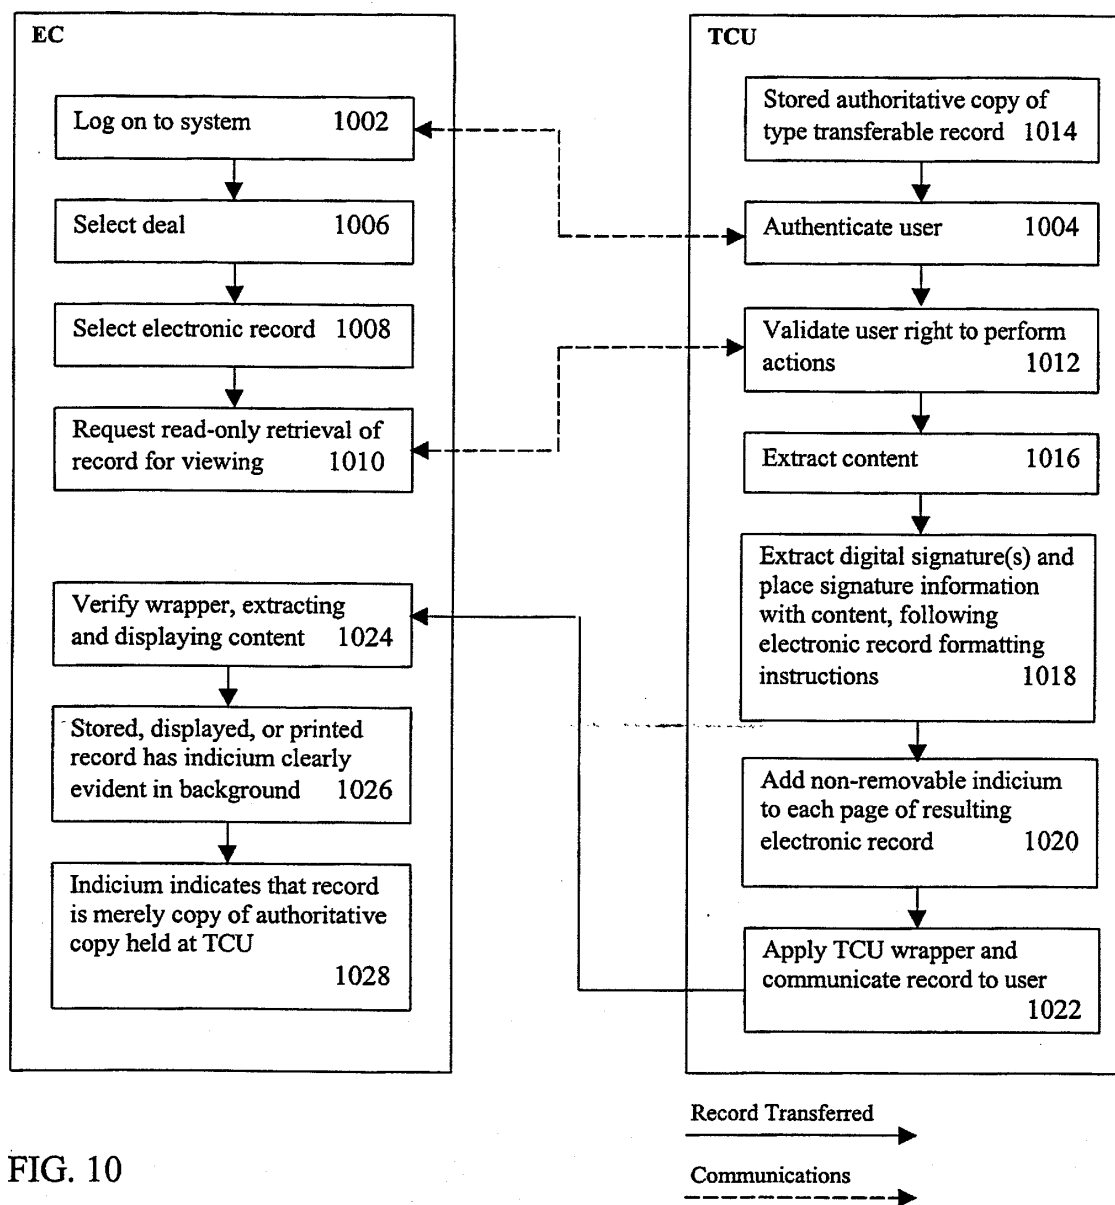 EC
Log on to system 1002
Select deal 1006
Select electronic record 1008
Request read-only retrieval of
record for viewing 1010
Verify wrapper, extracting
and displaying content 1024
Stored, displayed, or printed
record has indicium clearly
evident in background 1026
Indicium indicates that record
is merely copy of authoritative
copy held at TCU
1028
TCU
Stored authoritative copy of
type transferable record 1014
Authenticate user 1004
Validate user right to perform
actions 1012
Extract content 1016
Extract digital signature(s) and
place signature information
with content, following
electronic record formatting
instructions 1018
Add non-removable indicium
to each page of resulting
electronic record 1020
Apply TCU wrapper and
communicate record to user
1022
Record Transferred
Communications
FIG. 10